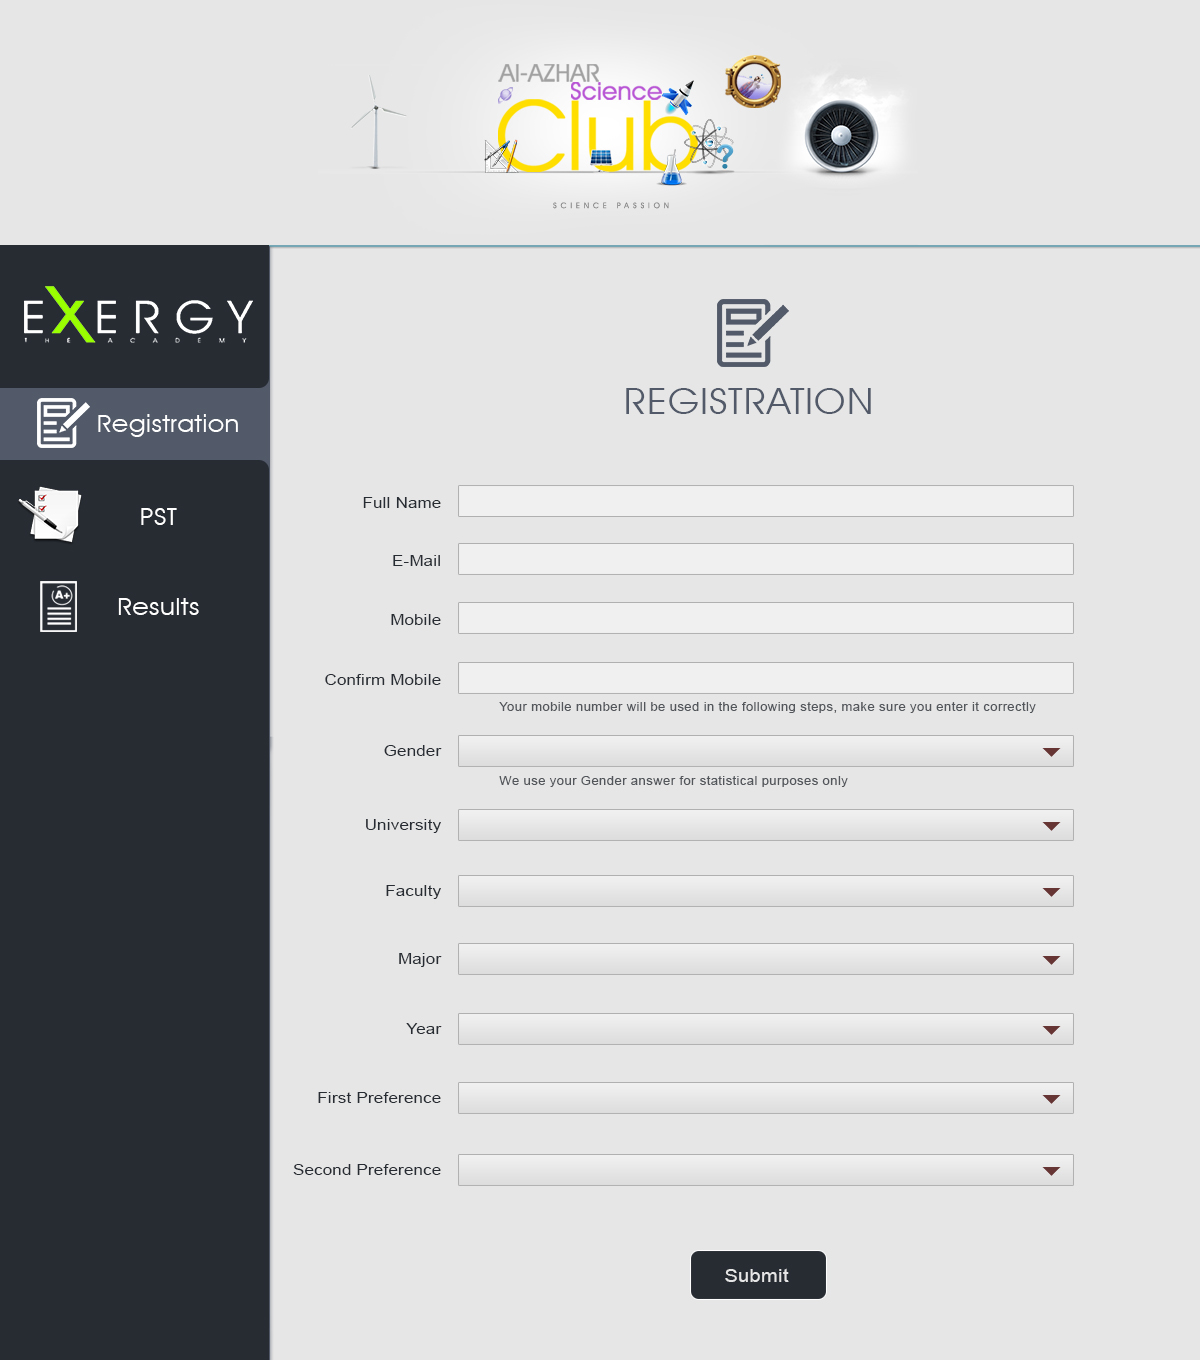 Al-AZHAR
Science
Club
?
SCIENCE PASSION
EXERGY
THE ACADEMY
Registration
PST
A+
Results
REGISTRATION
Full Name
E-Mail
Mobile
Confirm Mobile
Your mobile number will be used in the following steps, make sure you enter it correctly
Gender
We use your Gender answer for statistical purposes only
University
Faculty
Major
Year
First Preference
Second Preference
Submit